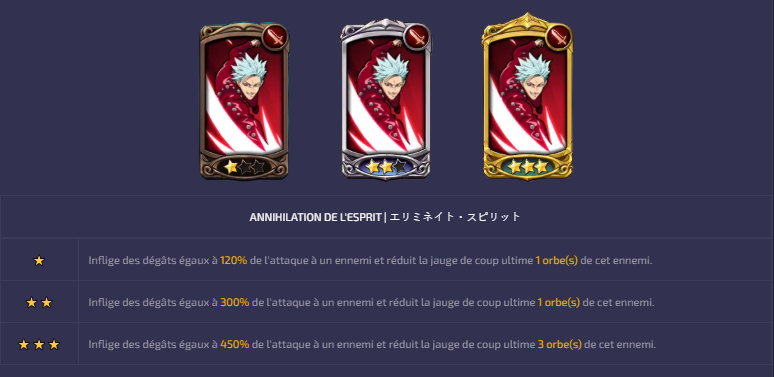 ANNIHILATION DE L'ESPRIT | エリミネイト・スピリット
Inflige des dégâts égaux à 120% de l'attaque à un ennemi et réduit la jauge de coup ultime 1 orbe(s) de cet ennemi.
Inflige des dégâts égaux à 300% de l'attaque à un ennemi et réduit la jauge de coup ultime 1 orbe(s) de cet ennemi.
Inflige des dégâts égaux à 450% de l'attaque à un ennemi et réduit la jauge de coup ultime 3 orbe(s) de cet ennemi.